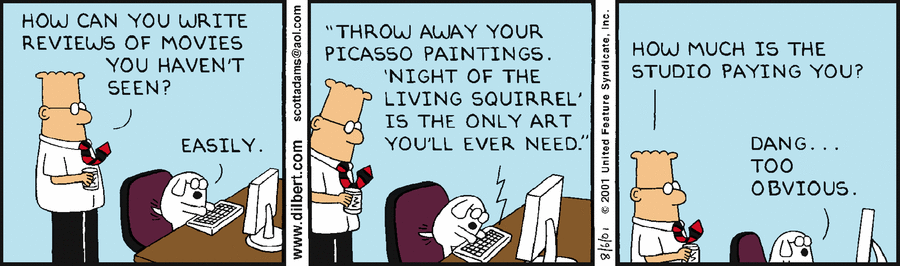 HOW CAN YOU WRITE
REVIEWS OF MOVIES
YOU HAVEN'T
SEEN?
EASILY.
www.dilbert.com scottadams@aol.com
"THROW AWAY YOUR
PICASSO PAINTINGS.
'NIGHT OF THE
LIVING SQUIRREL'
IS THE ONLY ART
YOU'LL EVER NEED."
8/6/01 © 2001 United Feature Syndicate, Inc.
HOW MUCH IS THE
STUDIO PAYING YOU?
DANG...
TOO
OBVIOUS.